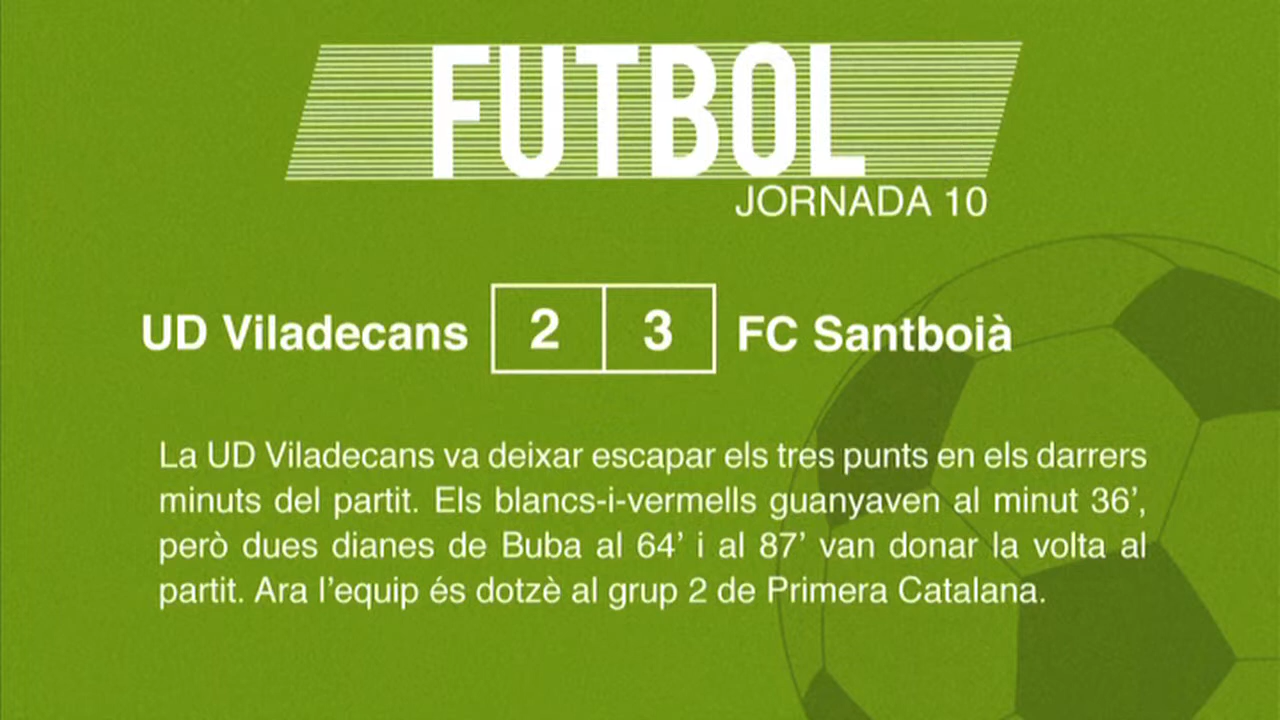 FUTBOL
JORNADA 10
UD Viladecans 2 3 FC Santboià
La UD Viladecans va deixar escapar els tres punts en els darrers
minuts del partit. Els blancs-i-vermells guanyaven al minut 36’,
però dues dianes de Buba al 64’ i al 87’ van donar la volta al
partit. Ara l’equip és dotzè al grup 2 de Primera Catalana.